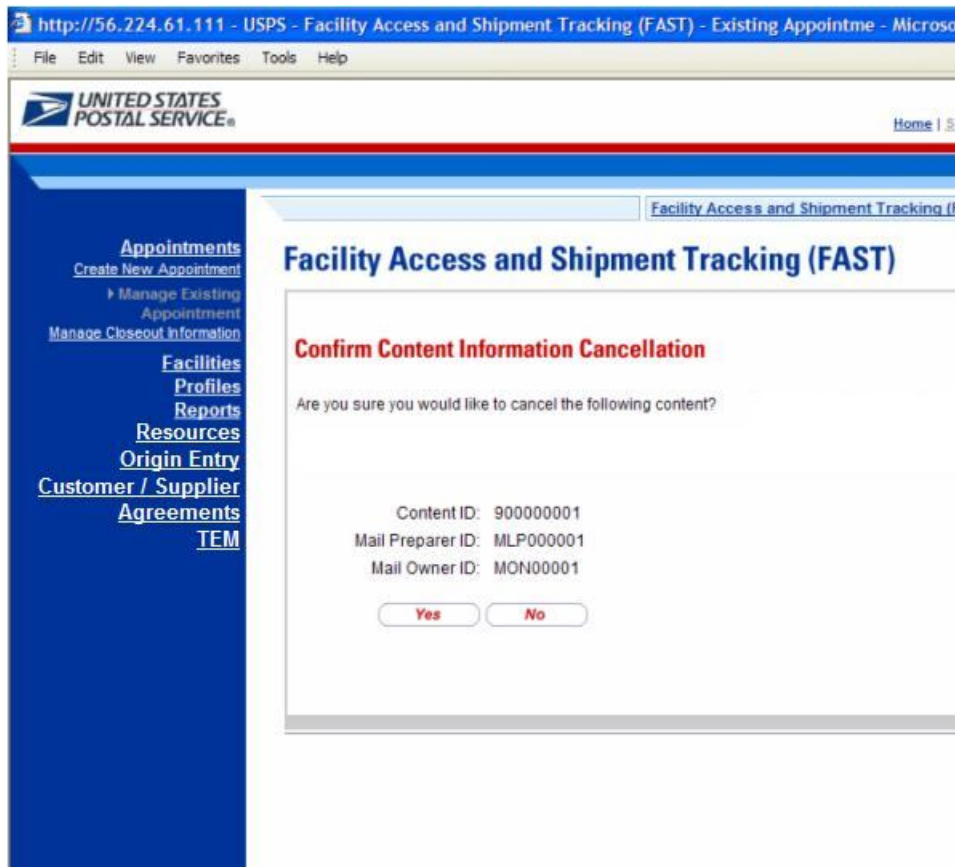 http://56.224.61.111 - USPS - Facility Access and Shipment Tracking (FAST) - Existing Appointme - Microso
File Edit View Favorites Tools Help
UNITED STATES
POSTAL SERVICE®
Home | S
Facility Access and Shipment Tracking (F
Appointments
Create New Appointment
Manage Existing
Appointment
Manage Closeout Information
Facilities
Profiles
Reports
Resources
Origin Entry
Customer / Supplier
Agreements
TEM
Facility Access and Shipment Tracking (FAST)
Confirm Content Information Cancellation
Are you sure you would like to cancel the following content?
Content ID: 900000001
Mail Preparer ID: MLP000001
Mail Owner ID: MON00001
Yes No